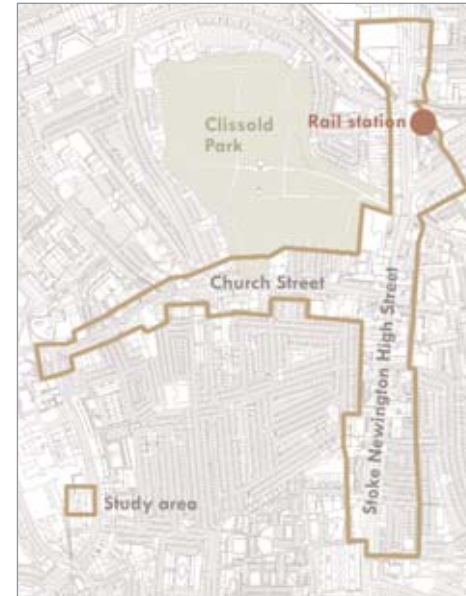 Clissold
Park
Rail station
Church Street
Stoke Newington High Street
Study area